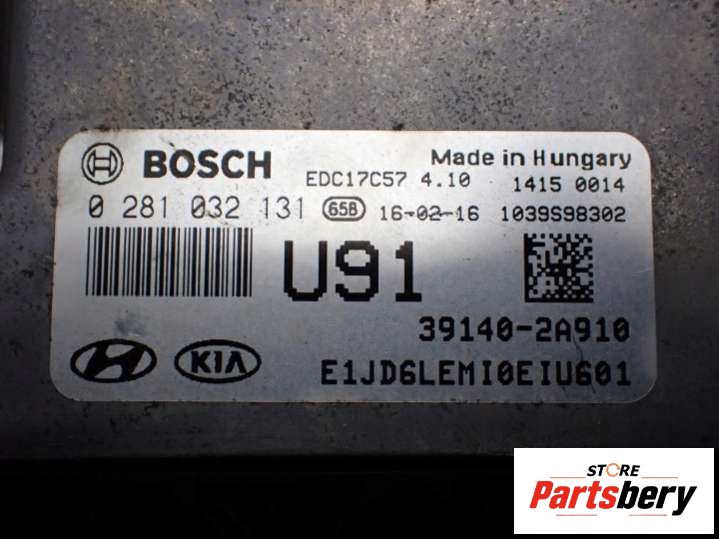 BOSCH EDC17C57 4.10 Made in Hungary
1415 0014
0 281 032 131 65B 16-02-16 1039S98302
U91
39140-2A910
KIA E1JD6LEMI0EIU601
STORE
Partsbery